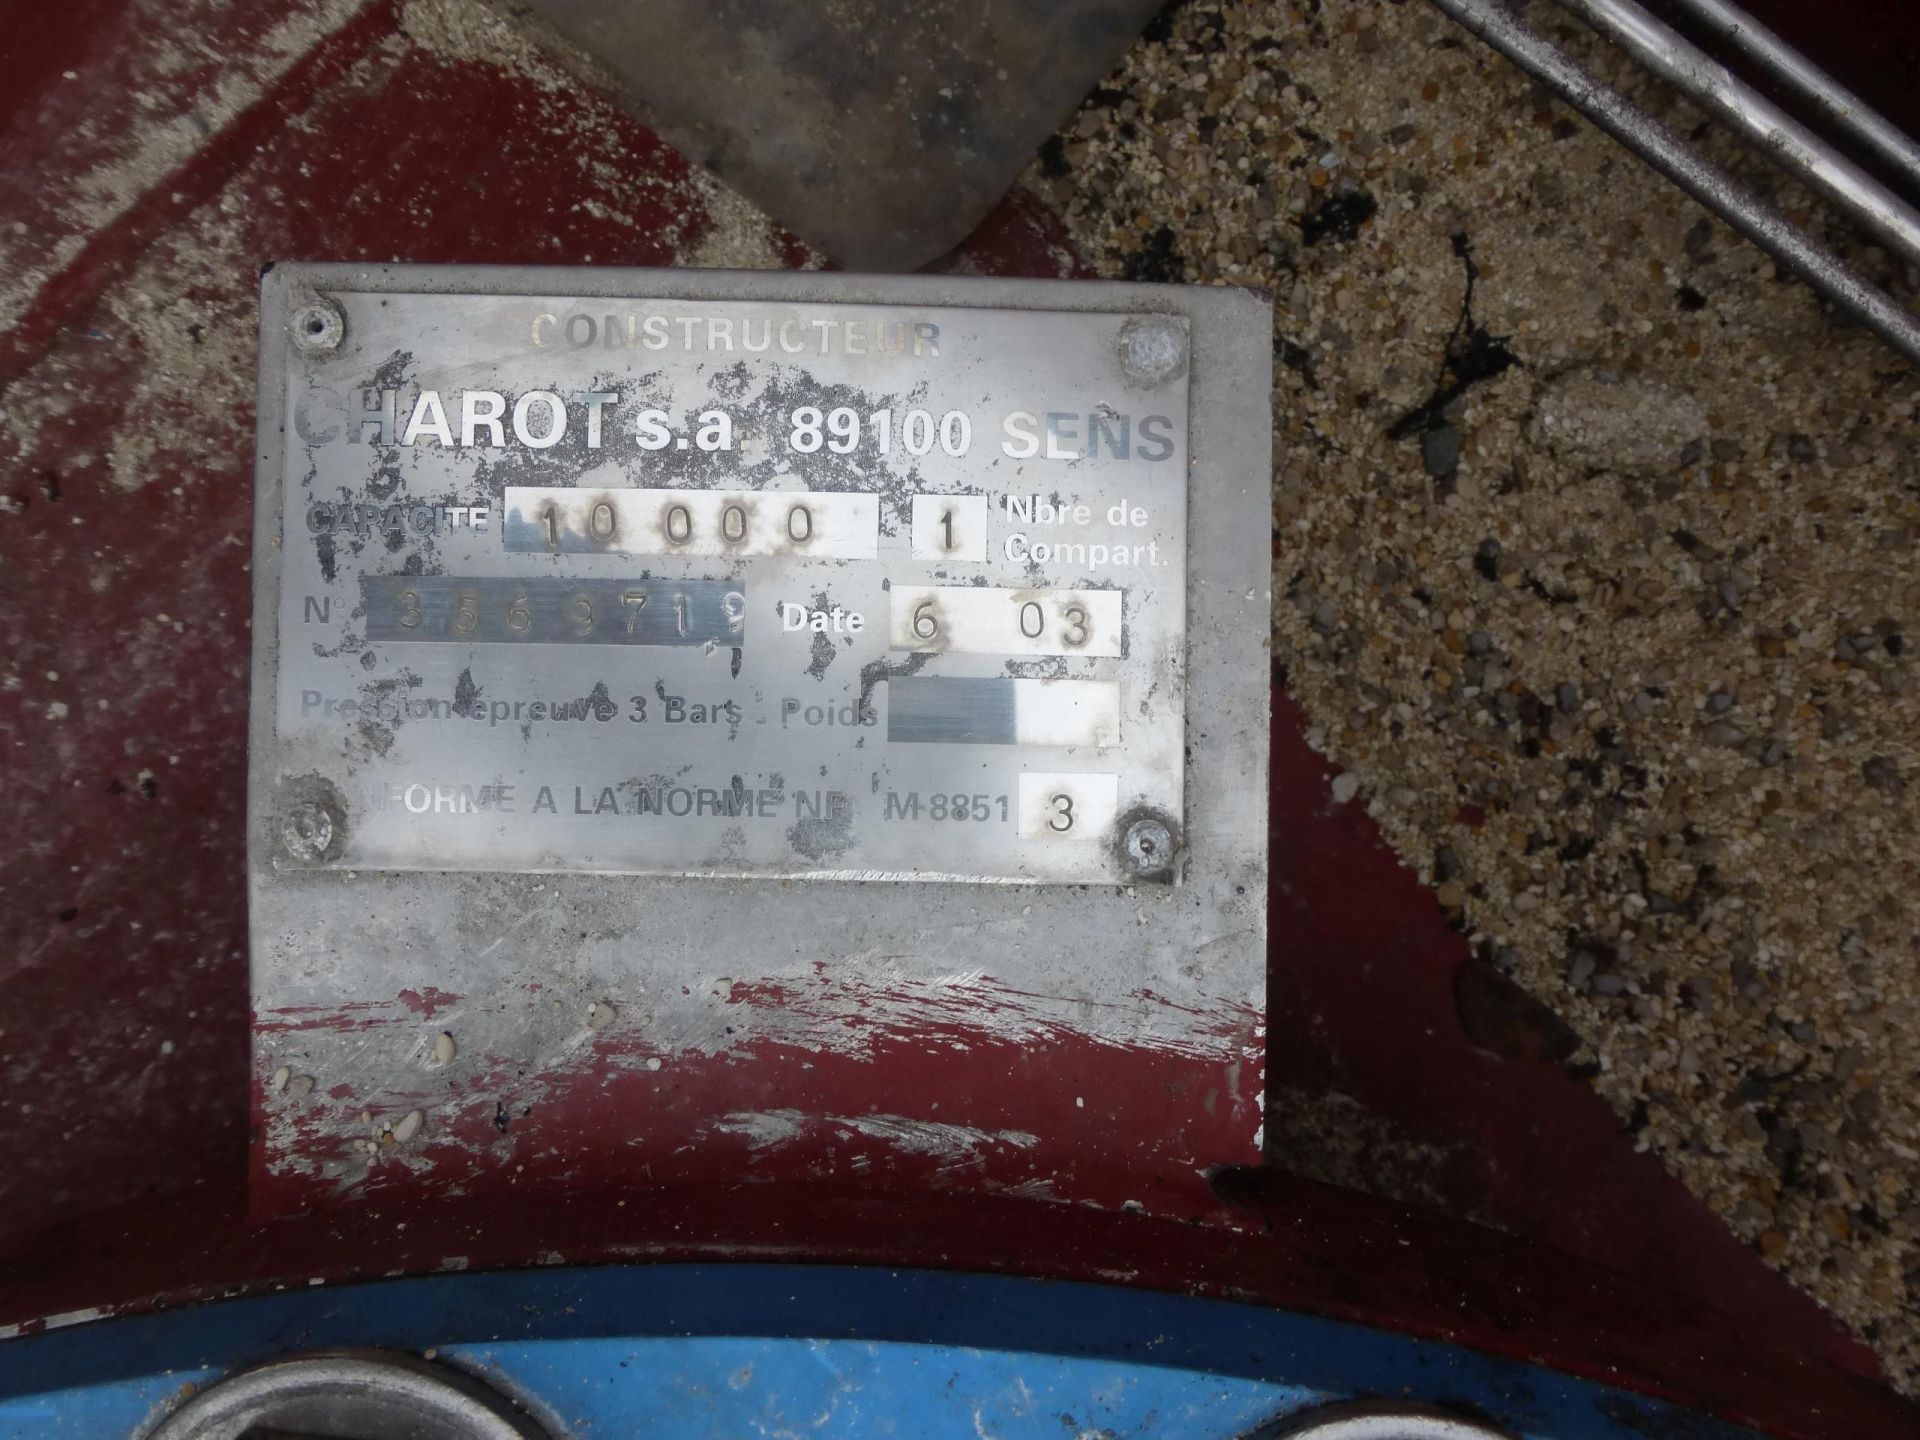 CONSTRUCTEUR
CHAROT s.a. 89100 SENS
CAPACITE 10 000 1 Nbre de
Compart.
N° 3569719 Date 6 03
Pression épreuve 3 Bars - Poids
NFORME A LA NORME NF M-8851 3